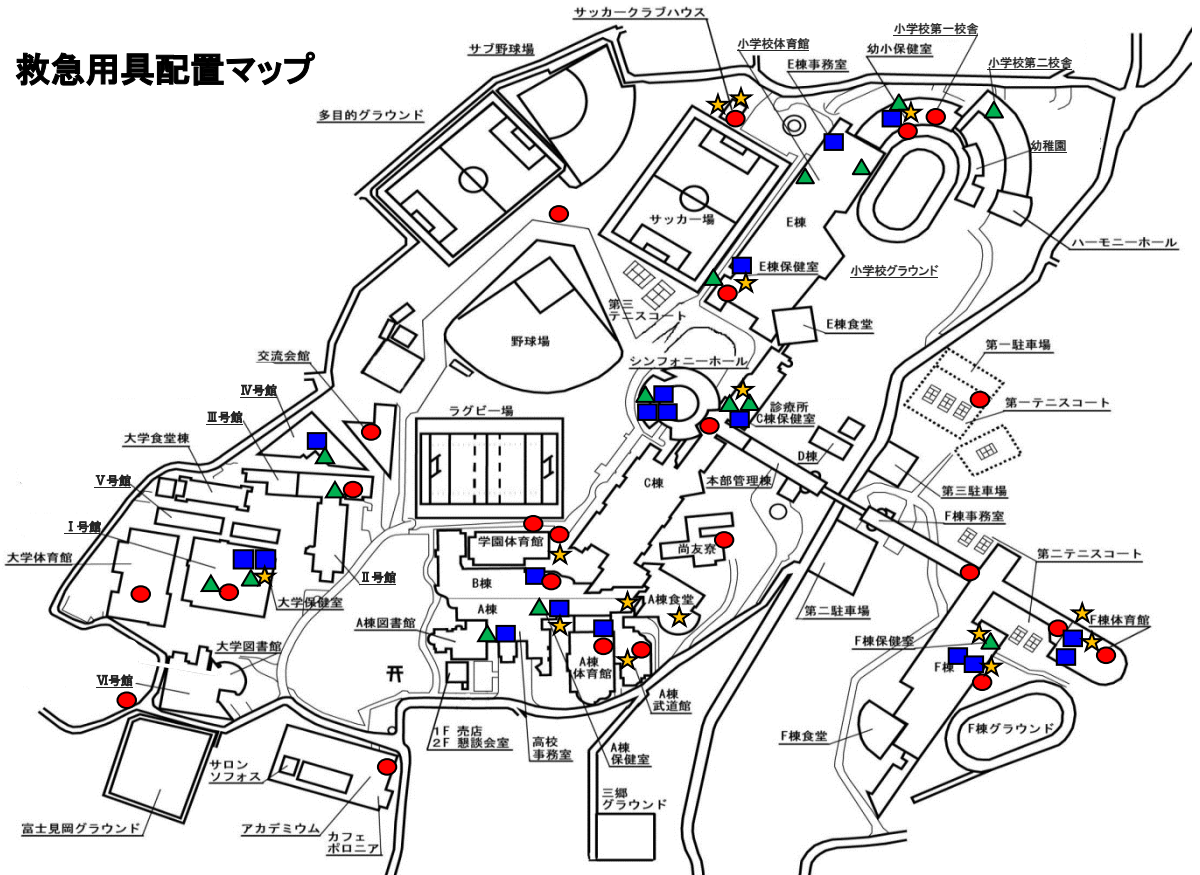 救急用具配置マップ
サッカークラブハウス
サブ野球場
小学校体育館
小学校第一校舎
E棟事務室
幼小保健室
小学校第二校舎
多目的グラウンド
幼稚園
サッカー場
E棟
ハーモニーホール
E棟保健室
小学校グラウンド
第三
テニスコート
E棟食堂
野球場
交流会館
シンフォニーホール
第一駐車場
Ⅳ号館
ラグビー場
診療所
C棟保健室
第一テニスコート
Ⅲ号館
大学食堂棟
D棟
C棟
本部管理棟
Ⅴ号館
第三駐車場
F棟事務室
Ⅰ号館
学園体育館
尚友寮
第二テニスコート
大学体育館
Ⅱ号館
B棟
大学保健室
A棟
A棟食堂
第二駐車場
A棟図書館
F棟体育館
F棟保健室
大学図書館
F棟
A棟
体育館
Ⅵ号館
A棟
武道館
1F 売店
2F 懇談会室
高校
事務室
A棟
保健室
F棟食堂
F棟グラウンド
サロン
ソフォス
三郷
グラウンド
富士見岡グラウンド
アカデミウム
カフェ
ポロニア